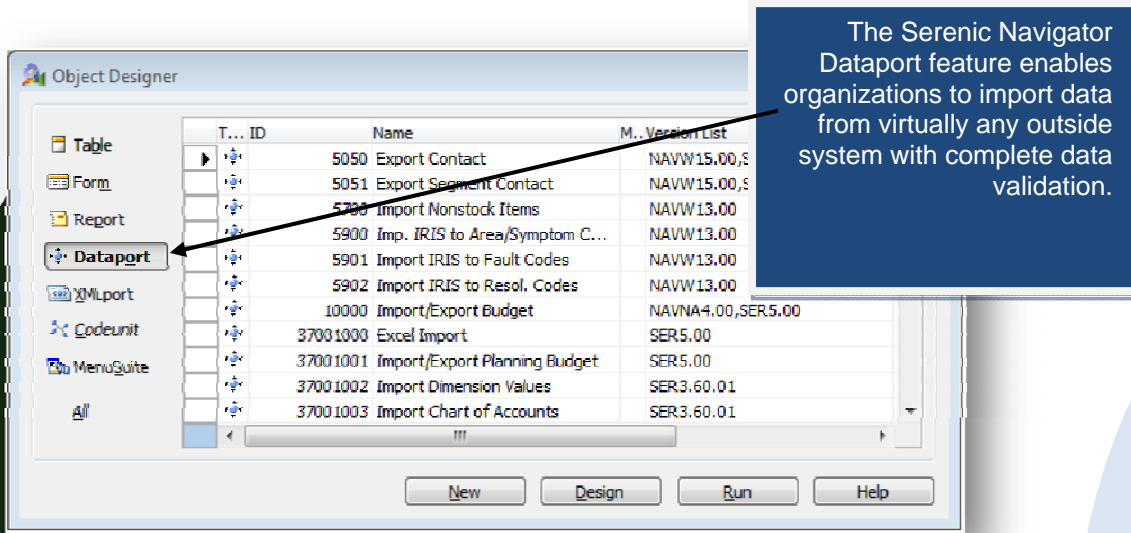 The Serenic Navigator
Dataport feature enables
organizations to import data
from virtually any outside
system with complete data
validation.
Object Designer
T... ID Name M.. Version List
Table
Form
Report
Dataport
XMLport
Codeunit
MenuSuite
All
5050 Export Contact NAVW15.00,S
5051 Export Segment Contact NAVW15.00,S
5700 Import Nonstock Items NAVW13.00
5900 Imp. IRIS to Area/Symptom C... NAVW13.00
5901 Import IRIS to Fault Codes NAVW13.00
5902 Import IRIS to Resol. Codes NAVW13.00
10000 Import/Export Budget NAVNA4.00,SER5.00
37001000 Excel Import SER5.00
37001001 Import/Export Planning Budget SER5.00
37001002 Import Dimension Values SER3.60.01
37001003 Import Chart of Accounts SER3.60.01
New Design Run Help